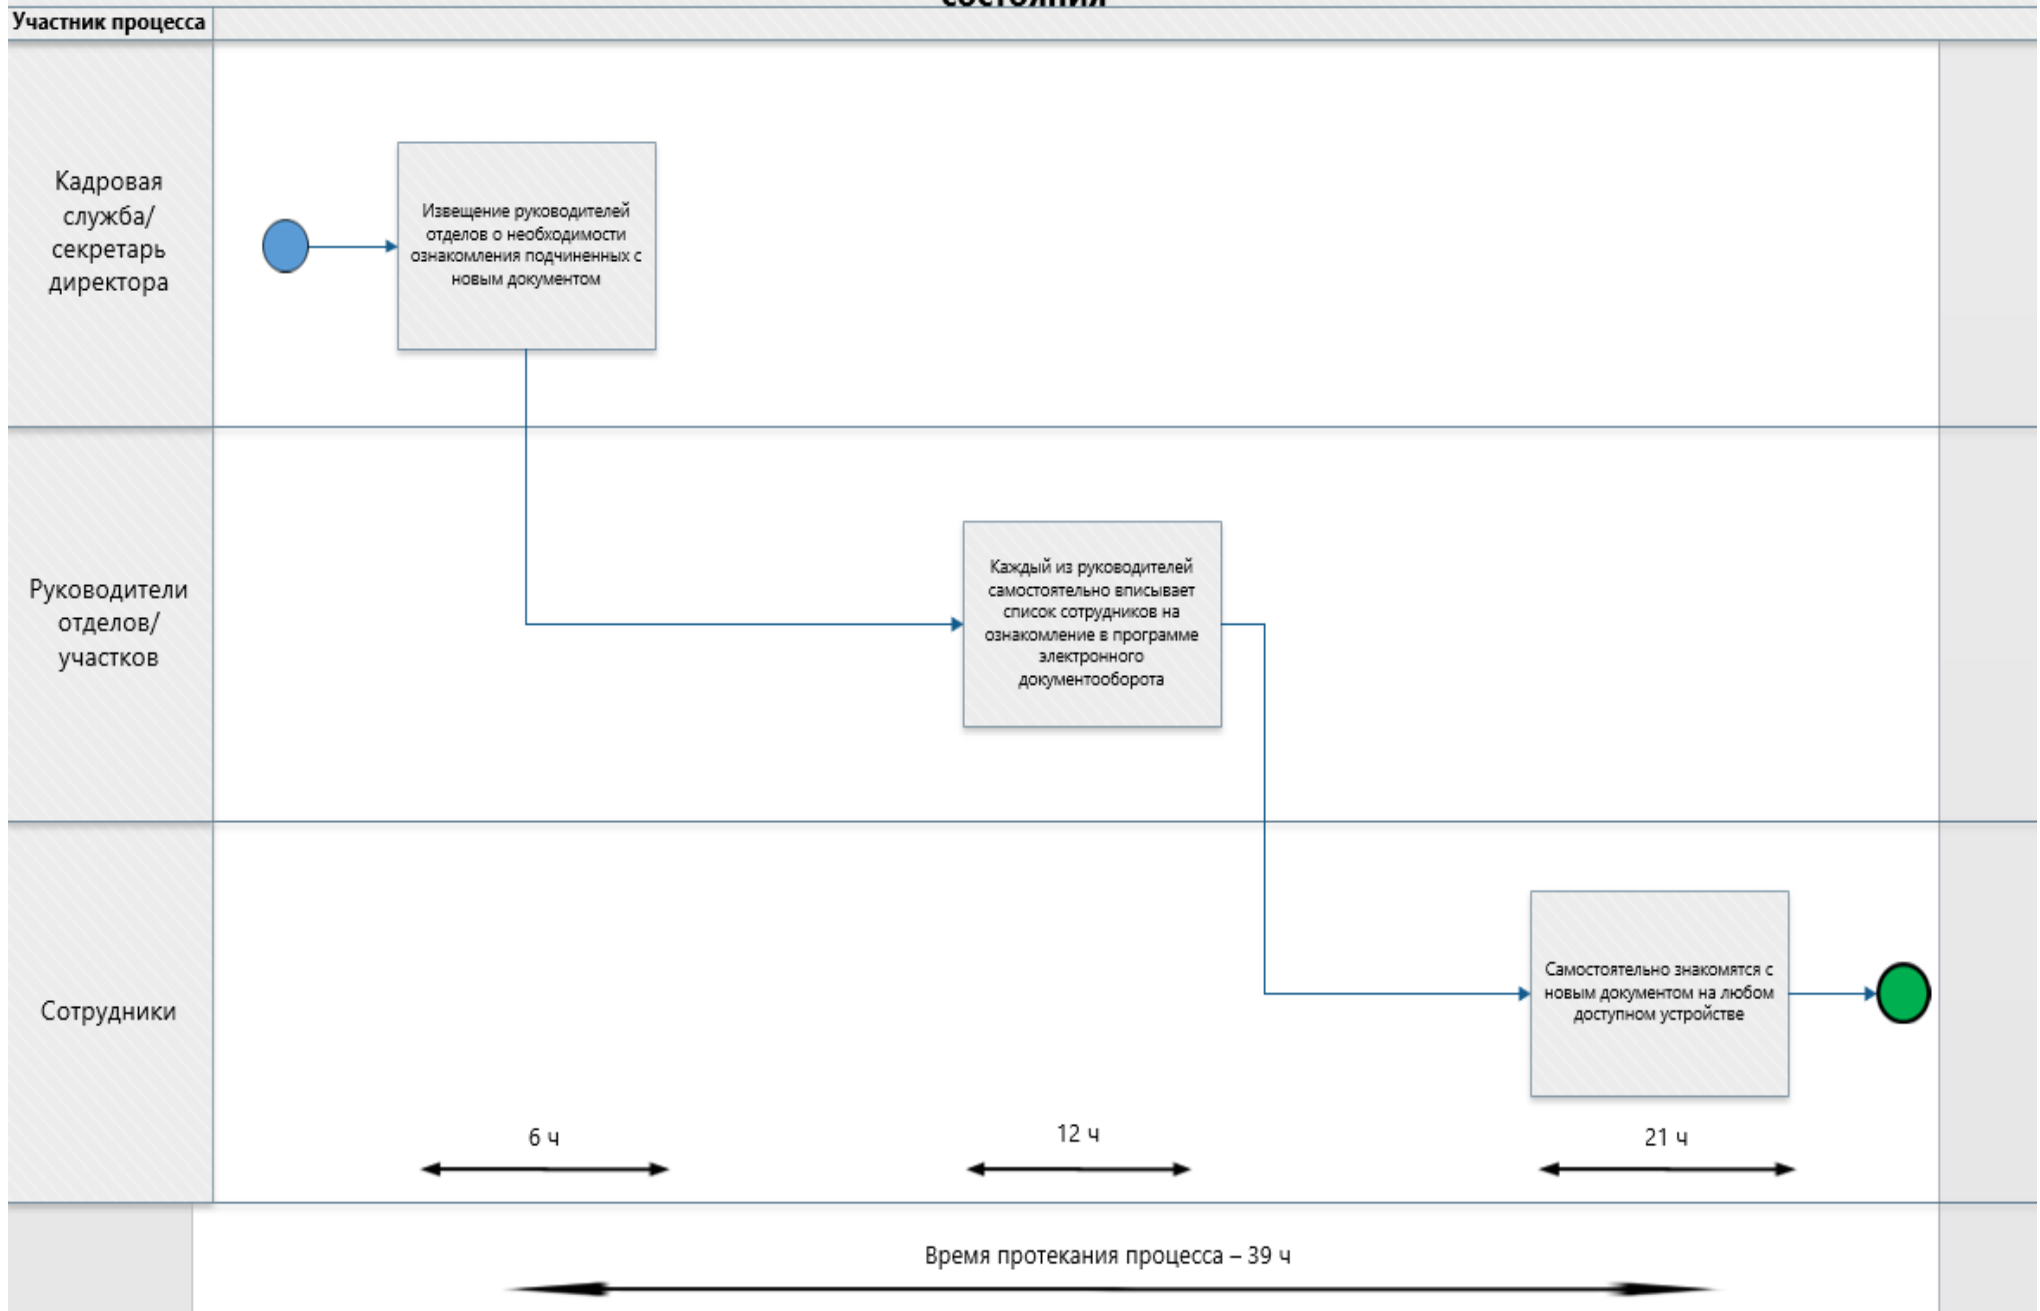 состояния
Участник процесса
Кадровая
служба/
секретарь
директора
Извещение руководителей
отделов о необходимости
ознакомления подчиненных с
новым документом
Руководители
отделов/
участков
Каждый из руководителей
самостоятельно вписывает
список сотрудников на
ознакомление в программе
электронного
документооборота
Сотрудники
Самостоятельно знакомятся с
новым документом на любом
доступном устройстве
6 ч
12 ч
21 ч
Время протекания процесса – 39 ч